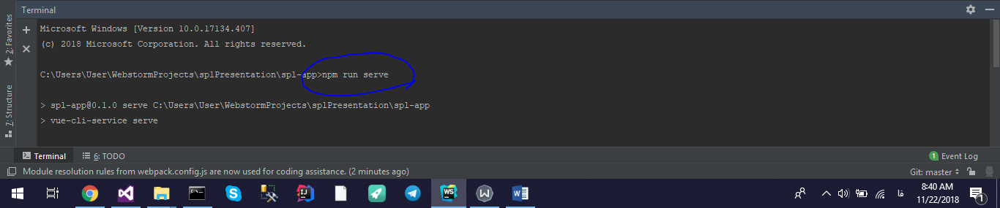 Terminal
2: Favorites
Microsoft Windows [Version 10.0.17134.407]
(c) 2018 Microsoft Corporation. All rights reserved.
C:\Users\User\WebstormProjects\splPresentation\spl-app>npm run serve
> spl-app@0.1.0 serve C:\Users\User\WebstormProjects\splPresentation\spl-app
> vue-cli-service serve
7: Structure
Terminal 6: TODO 1 Event Log
Module resolution rules from webpack.config.js are now used for coding assistance. (2 minutes ago) Git: master
WS W فا 8:40 AM
11/22/2018 1